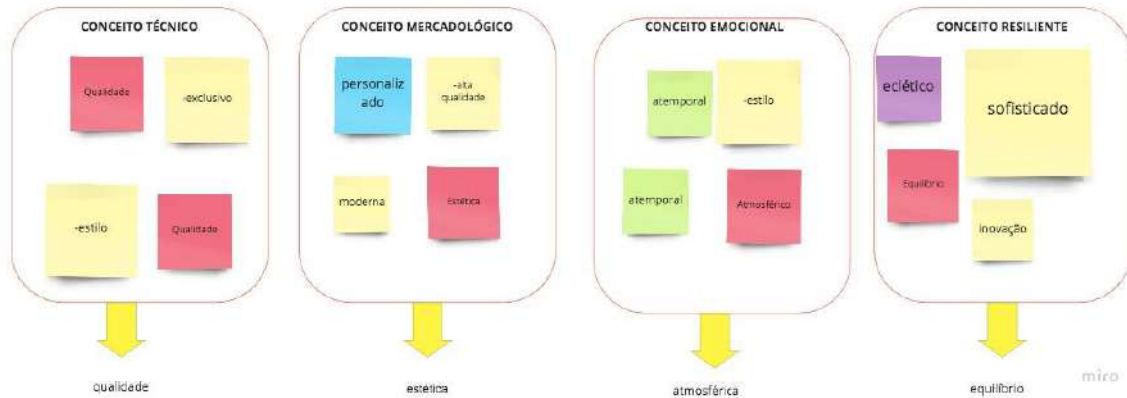 CONCEITO TÉCNICO
Qualidade
-exclusivo
-estilo
Qualidade
qualidade
CONCEITO MERCADOLÓGICO
personaliz
ado
-alta
qualidade
moderna
Estética
estética
CONCEITO EMOCIONAL
atemporal
-estilo
atemporal
Atmosférico
atmosférica
CONCEITO RESILIENTE
eclético
sofisticado
Equilíbrio
inovação
equilíbrio
miro